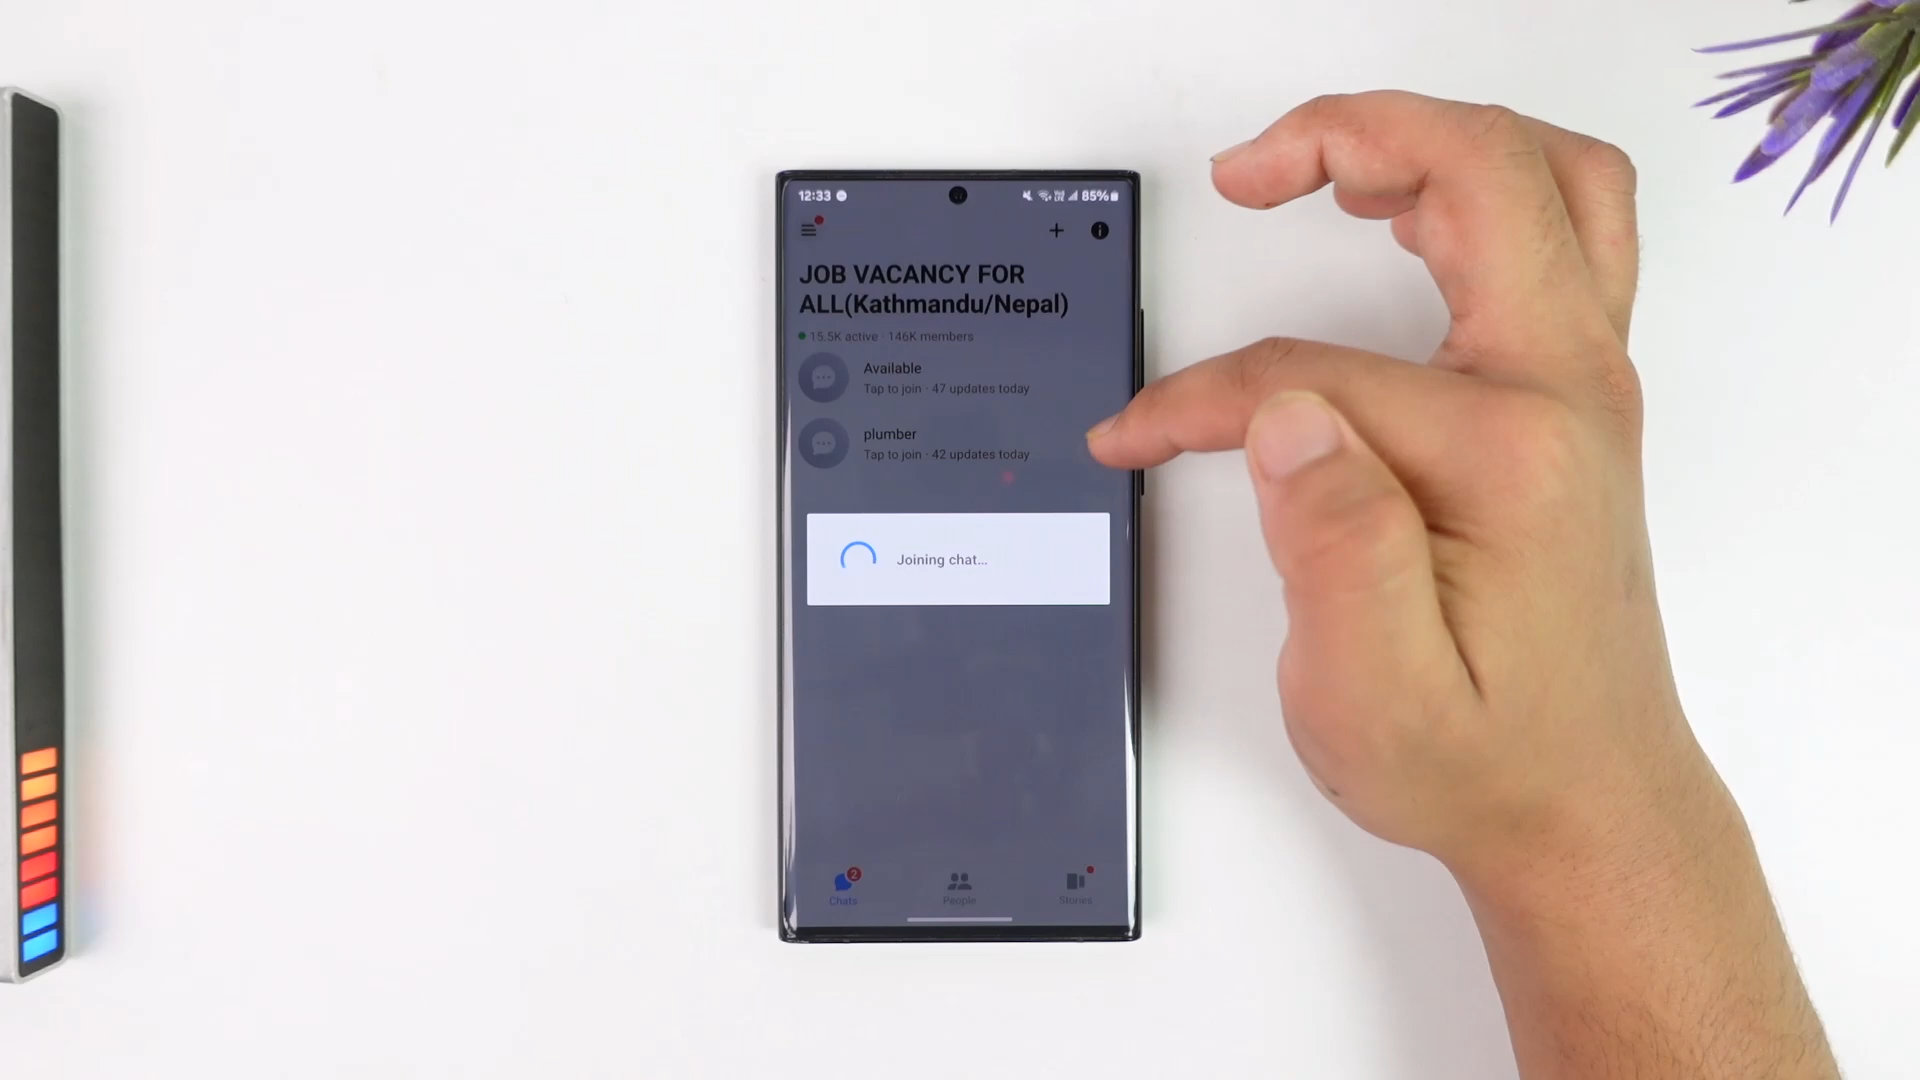 12:33
85%
JOB VACANCY FOR
ALL(Kathmandu/Nepal)
15.5K active · 146K members
Available
Tap to join · 47 updates today
plumber
Tap to join · 42 updates today
Joining chat...
2
Chats
People
Stories